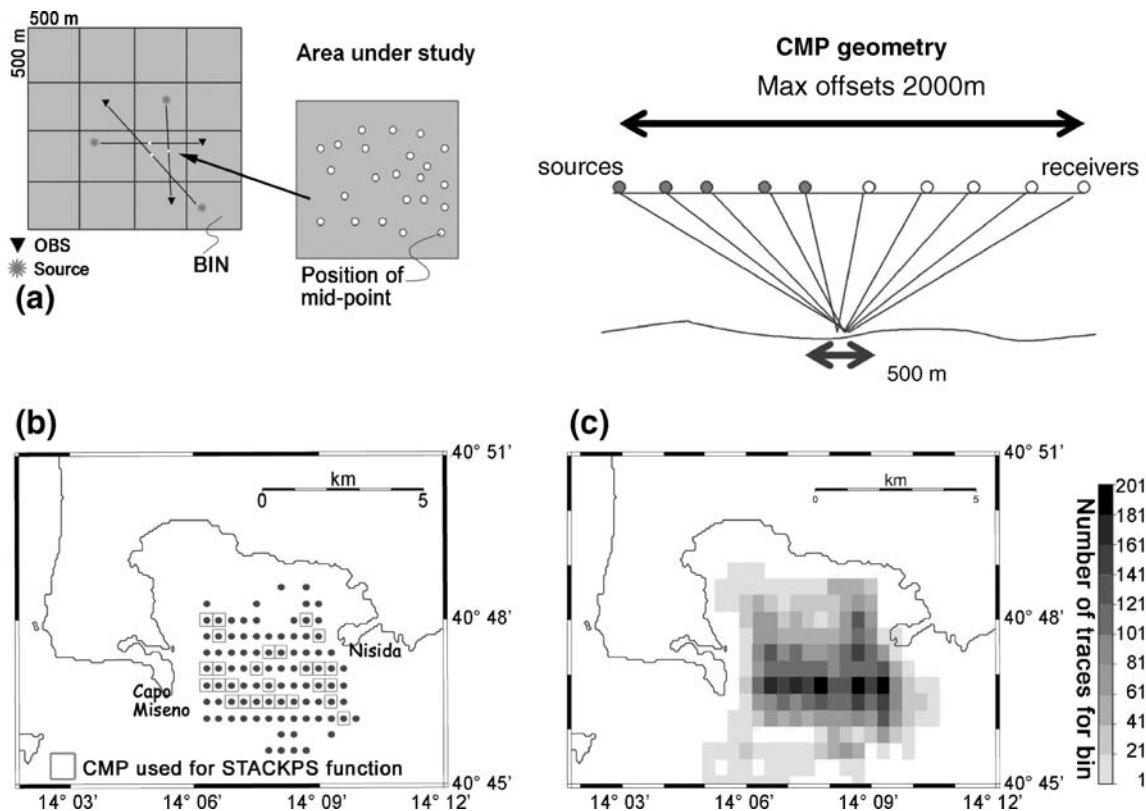 500 m
500 m
Area under study
OBS
Source
BIN
Position of
mid-point
(a)
CMP geometry
Max offsets 2000m
sources
receivers
500 m
(b)
40° 51'
km
0 5
40° 48'
Nisida
Capo
Miseno
CMP used for STACKPS function
40° 45'
14° 03' 14° 06' 14° 09' 14° 12'
(c)
40° 51'
km
0 5
40° 48'
40° 45'
14° 03' 14° 06' 14° 09' 14° 12'
Number of traces for bin
201
181
161
141
121
101
81
61
41
21
1